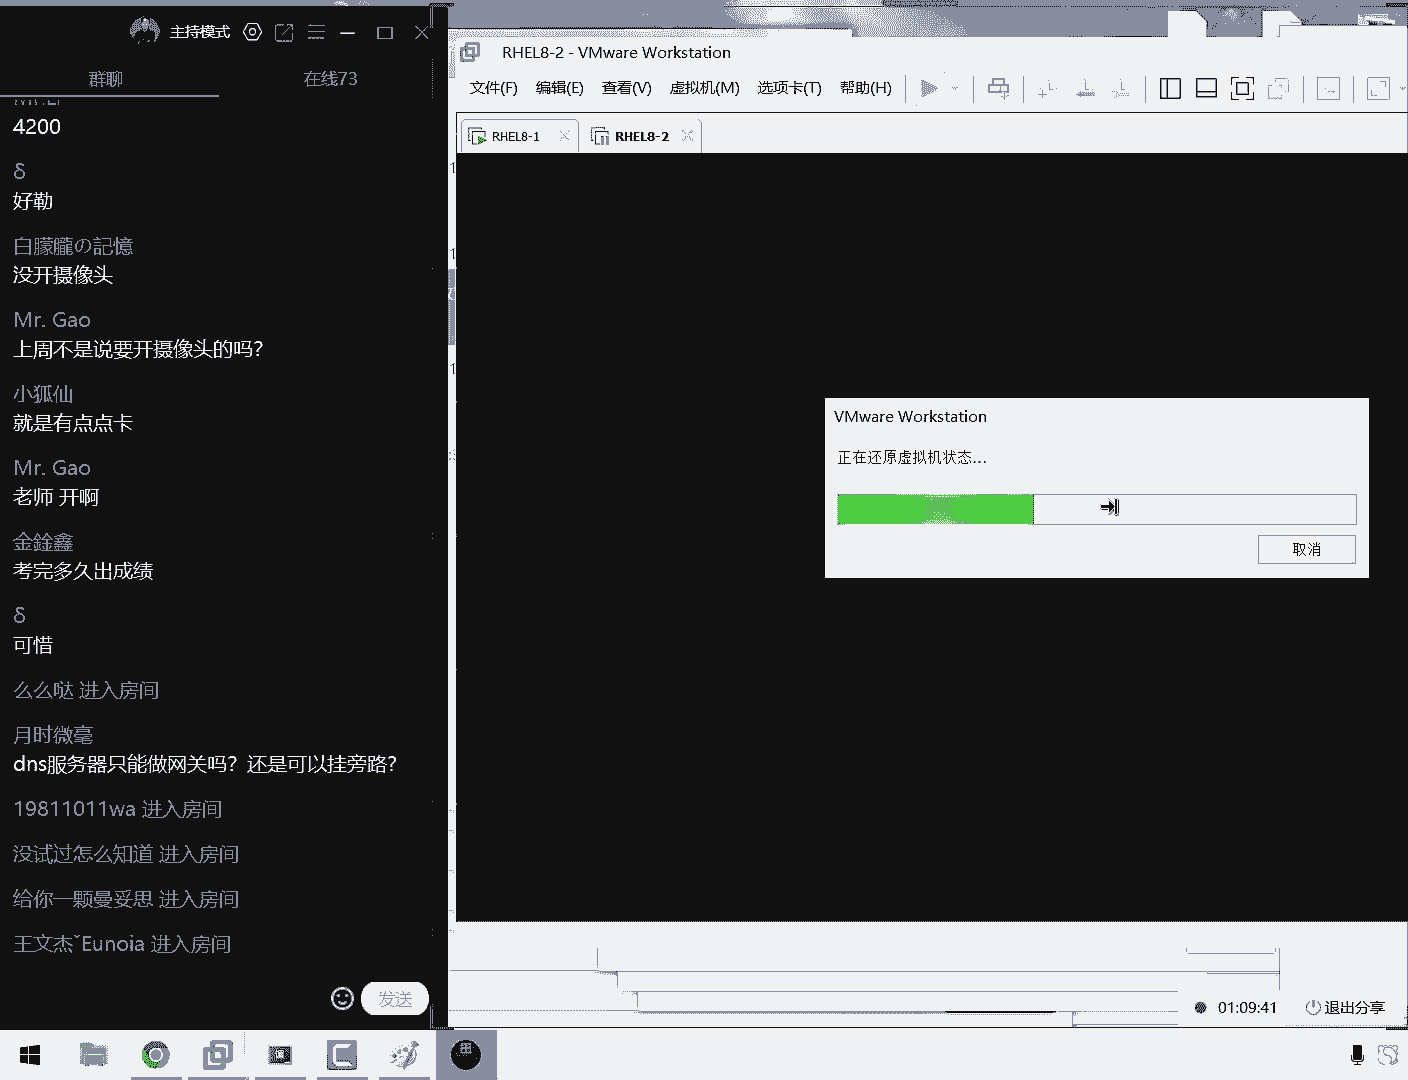 主持模式
群聊
在线73
4200
δ
好勒
白朦朧の記憶
没开摄像头
Mr. Gao
上周不是说要开摄像头的吗?
小狐仙
就是有点点卡
Mr. Gao
老师 开啊
金銓鑫
考完多久出成绩
δ
可惜
么么哒 进入房间
月时微毫
dns服务器只能做网关吗? 还是可以挂旁路?
19811011wa 进入房间
没试过怎么知道 进入房间
给你一颗曼妥思 进入房间
王文杰ˇEunoia 进入房间
发送
RHEL8-2 - VMware Workstation
文件(F) 编辑(E) 查看(V) 虚拟机(M) 选项卡(T) 帮助(H)
RHEL8-1
RHEL8-2
VMware Workstation
正在还原虚拟机状态...
取消
01:09:41
退出分享